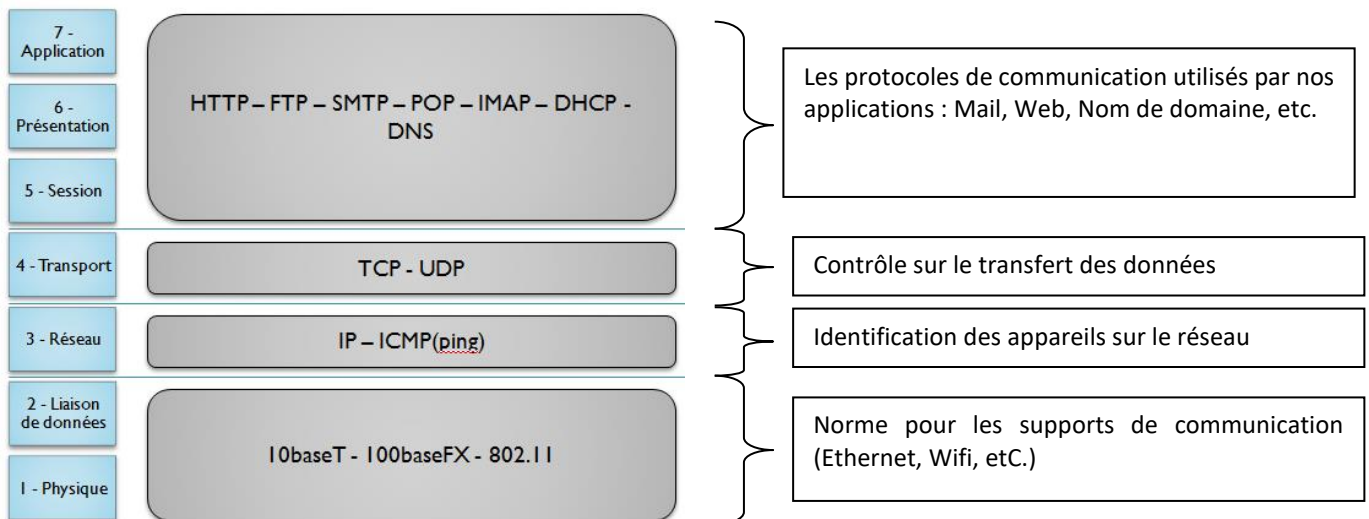 7 -
Application
6 -
Présentation
5 - Session
HTTP – FTP – SMTP – POP – IMAP – DHCP -
DNS
Les protocoles de communication utilisés par nos
applications : Mail, Web, Nom de domaine, etc.
4 - Transport
TCP - UDP
Contrôle sur le transfert des données
3 - Réseau
IP – ICMP(ping)
Identification des appareils sur le réseau
2 - Liaison
de données
1 - Physique
10baseT - 100baseFX - 802.11
Norme pour les supports de communication
(Ethernet, Wifi, etC.)